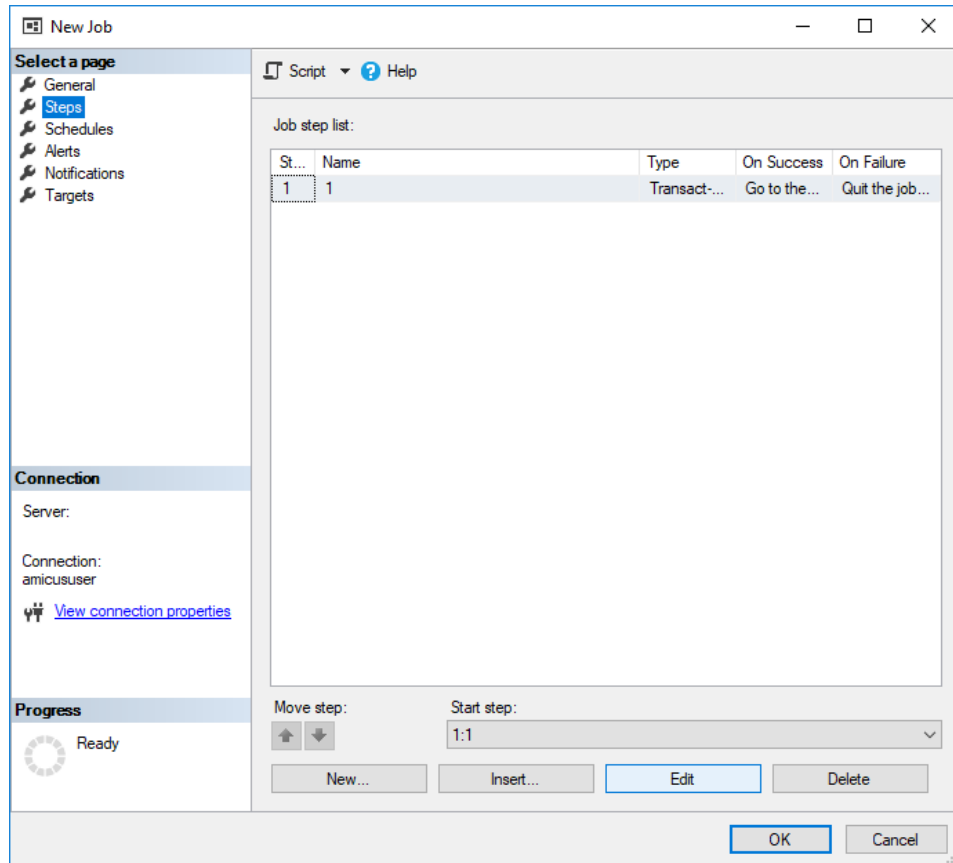 New Job
Select a page
General
Steps
Schedules
Alerts
Notifications
Targets
Connection
Server:
Connection:
amicususer
View connection properties
Progress
Ready
Script Help
Job step list:
St... Name Type On Success On Failure
1 1 Transact-... Go to the... Quit the job...
Move step: Start step:
1:1
New... Insert... Edit Delete
OK Cancel